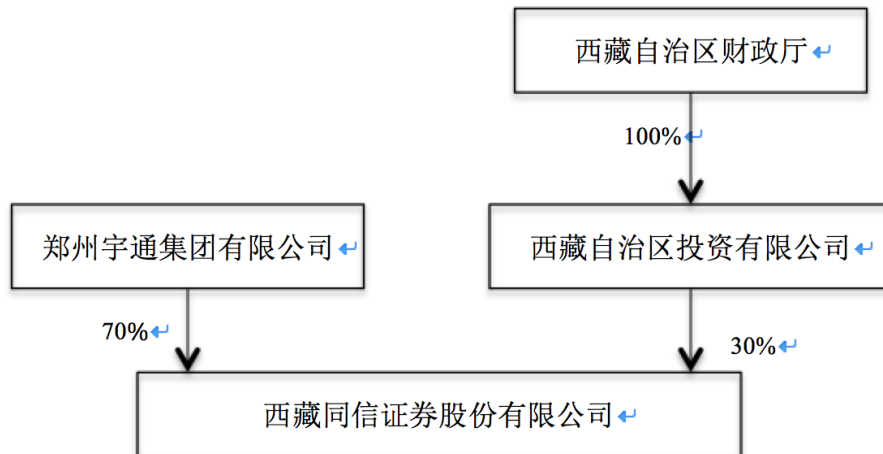 西藏自治区财政厅
100%
郑州宇通集团有限公司
西藏自治区投资有限公司
70%
30%
西藏同信证券股份有限公司